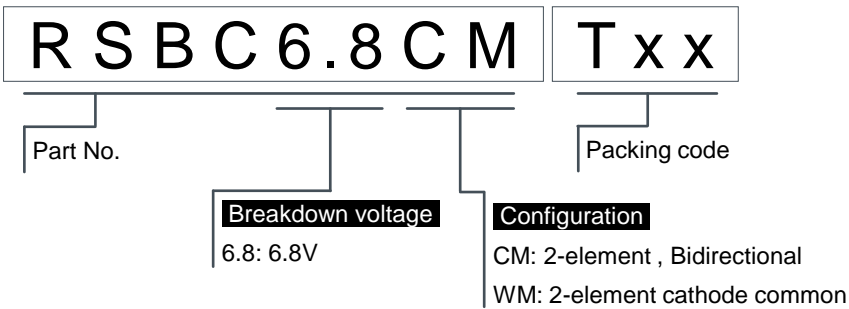 RSBC6.8CM Txx
Part No.
Packing code
Breakdown voltage
6.8: 6.8V
Configuration
CM: 2-element , Bidirectional
WM: 2-element cathode common